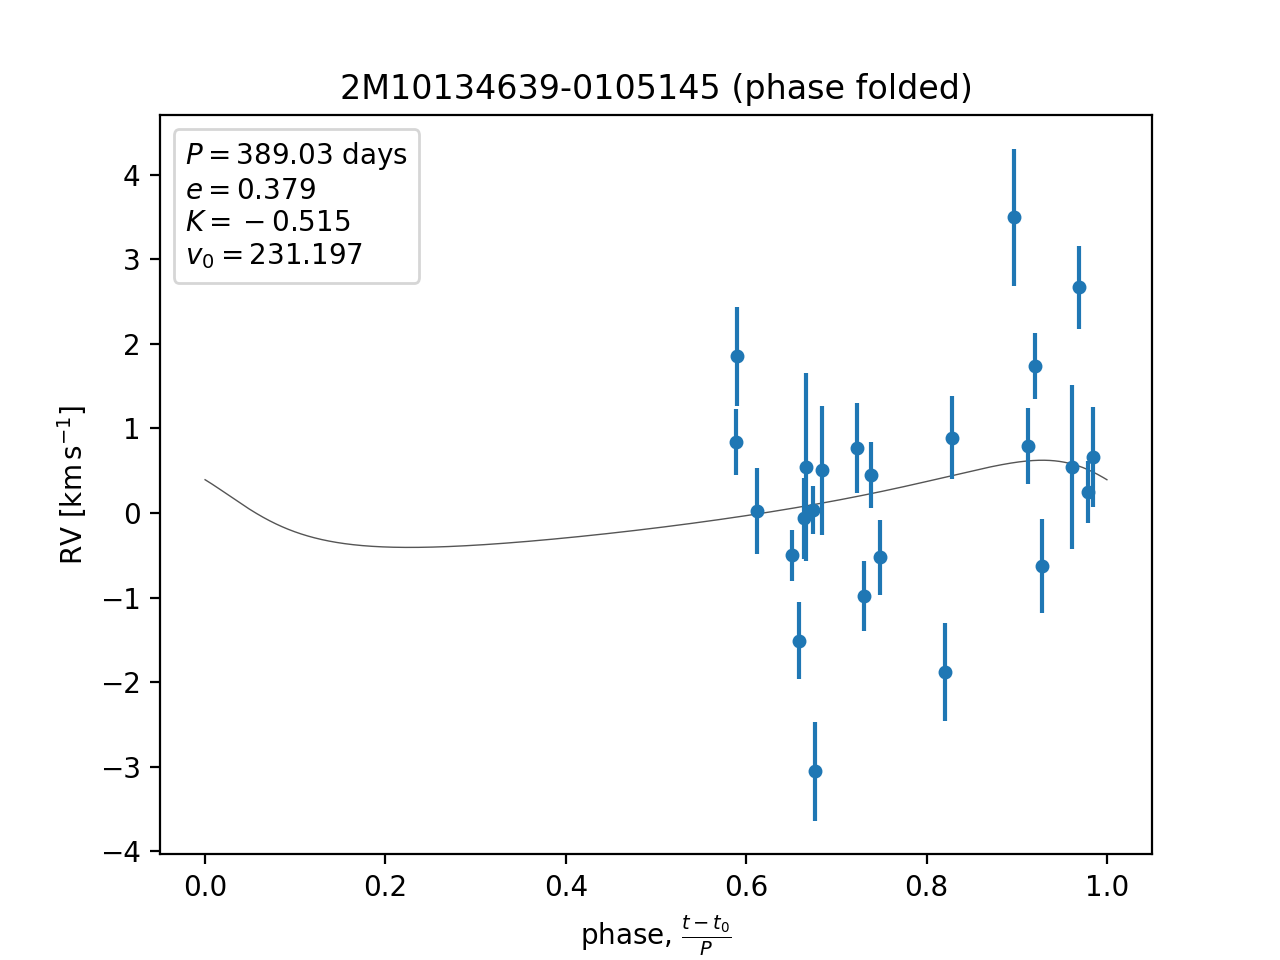 2M10134639-0105145 (phase folded)
P = 389.03 days
e = 0.379
K = −0.515
v₀ = 231.197
4
3
2
1
0
−1
−2
−3
−4
RV [km s⁻¹]
0.0 0.2 0.4 0.6 0.8 1.0
phase, (t − t₀)/P